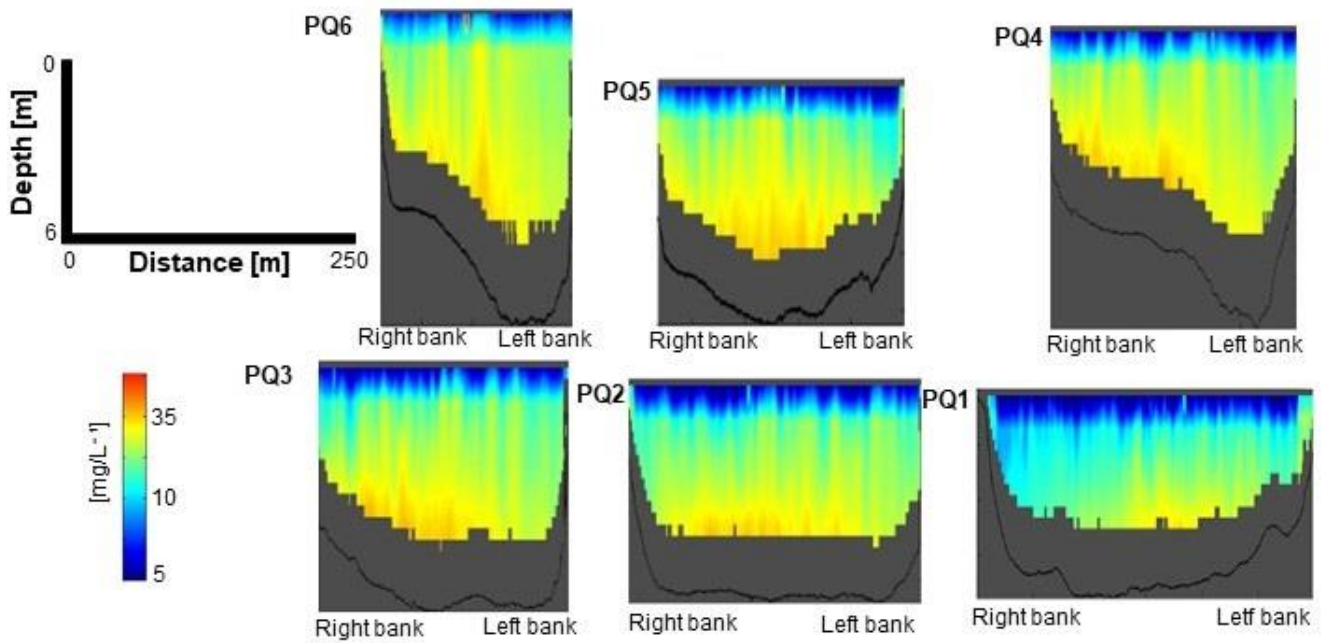 PQ6
PQ5
PQ4
0
Depth [m]
6
0
Distance [m]
250
Right bank
Left bank
Right bank
Left bank
Right bank
Left bank
PQ3
PQ2
PQ1
[mg/L⁻¹]
35
10
5
Right bank
Left bank
Right bank
Left bank
Right bank
Letf bank